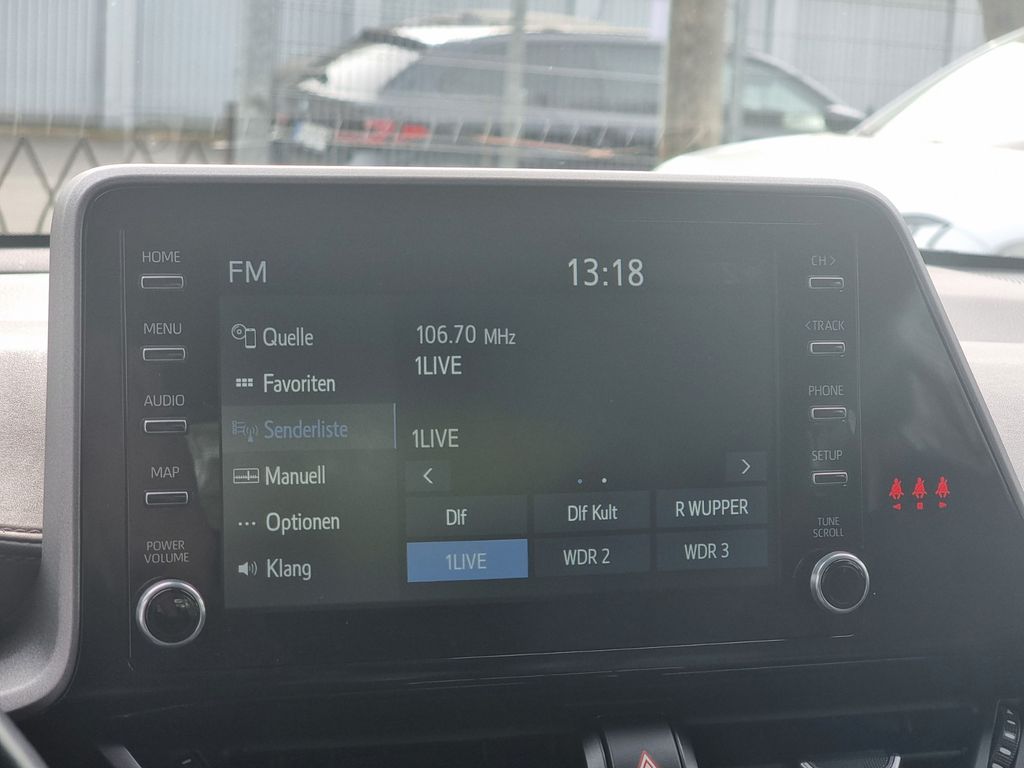 HOME
MENU
AUDIO
MAP
POWER
VOLUME
FM
13:18
Quelle
Favoriten
Senderliste
Manuell
Optionen
Klang
106.70 MHz
1LIVE
1LIVE
< >
Dlf Dlf Kult R WUPPER
1LIVE WDR 2 WDR 3
CH >
< TRACK
PHONE
SETUP
TUNE
SCROLL